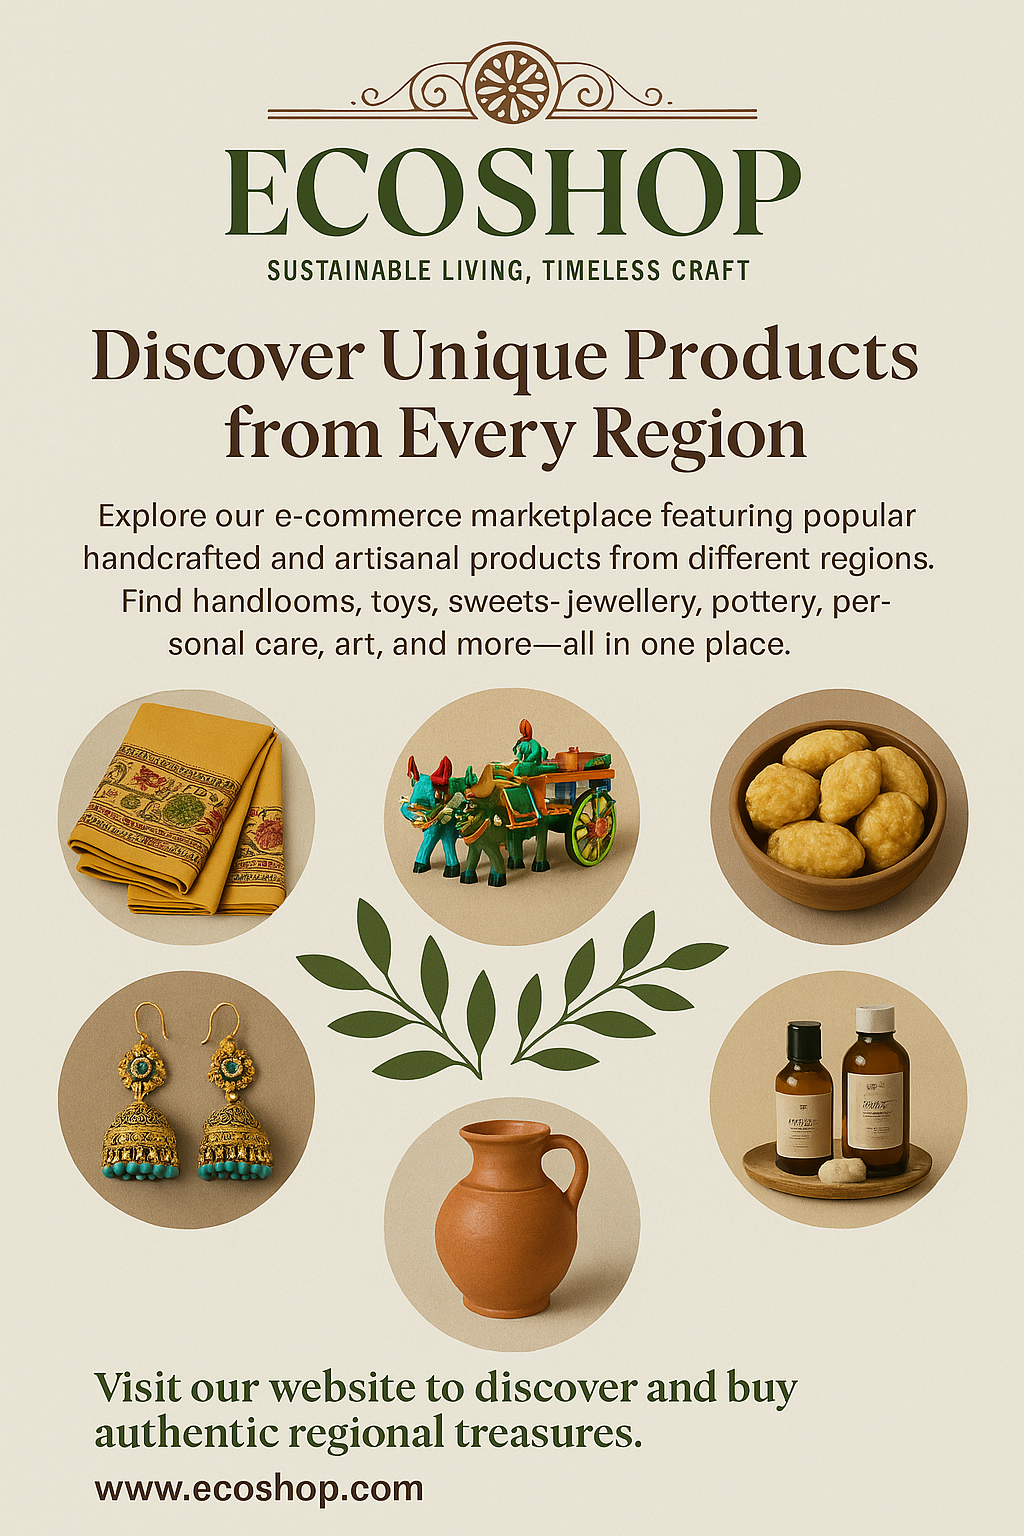 ECOSHOP
SUSTAINABLE LIVING, TIMELESS CRAFT
Discover Unique Products
from Every Region
Explore our e-commerce marketplace featuring popular
handcrafted and artisanal products from different regions.
Find handlooms, toys, sweets- jewellery, pottery, per-
sonal care, art, and more—all in one place.
Visit our website to discover and buy
authentic regional treasures.
www.ecoshop.com